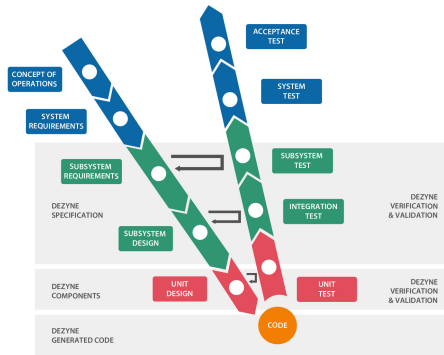 ACCEPTANCE
TEST
CONCEPT OF
OPERATIONS
SYSTEM
TEST
SYSTEM
REQUIREMENTS
SUBSYSTEM
REQUIREMENTS
SUBSYSTEM
TEST
DEZYNE
SPECIFICATION
INTEGRATION
TEST
DEZYNE
VERIFICATION
& VALIDATION
SUBSYSTEM
DESIGN
DEZYNE
COMPONENTS
UNIT
DESIGN
UNIT
TEST
DEZYNE
VERIFICATION
& VALIDATION
CODE
DEZYNE
GENERATED CODE